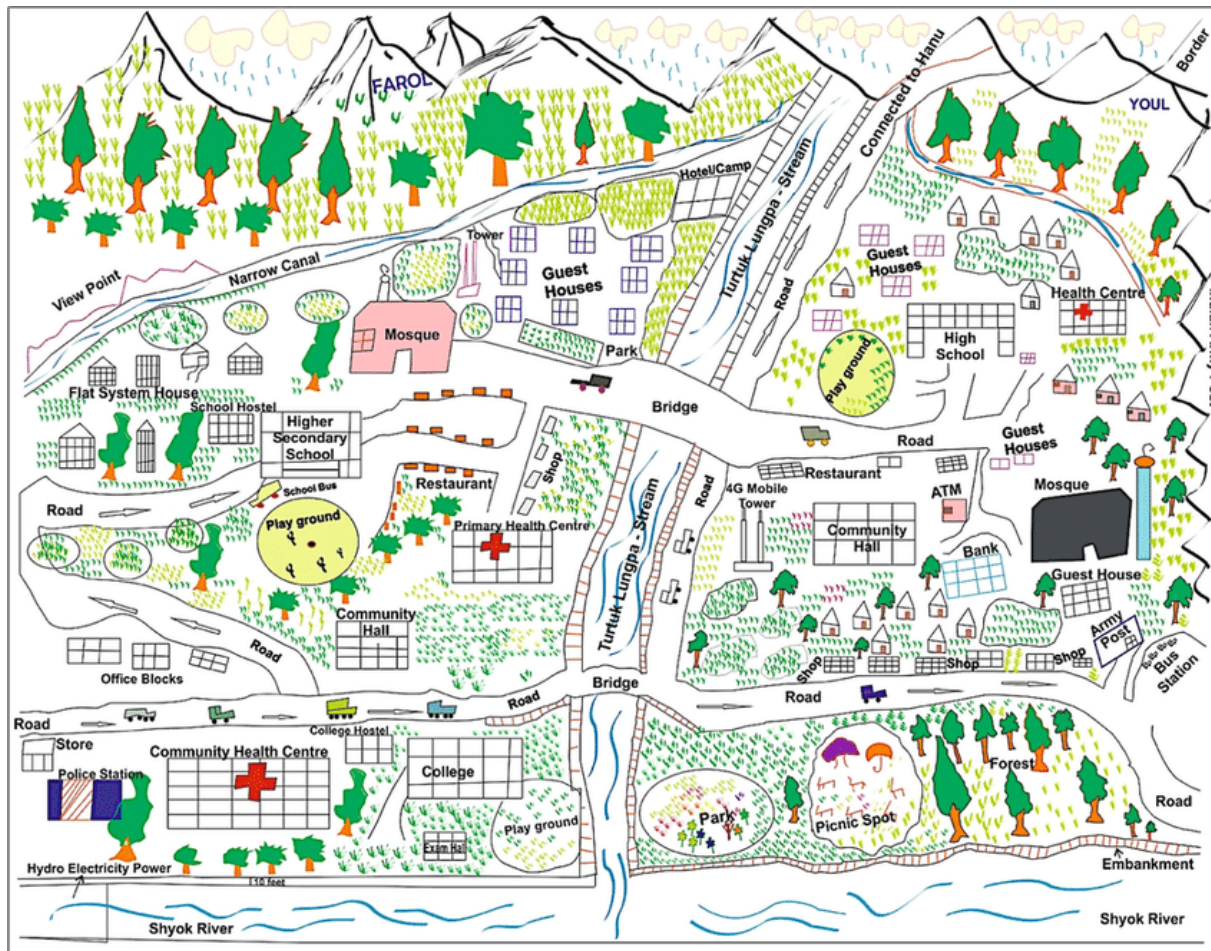 FAROL
Connected to Hanu
Border
YOUL
Hotel/Camp
Turtuk Lungpa - Stream
Road
View Point
Narrow Canal
Tower
Guest
Houses
Guest
Houses
Health Centre
Mosque
Park
High
School
Play ground
Flat System House
School Hostel
Higher
Secondary
School
Bridge
Road
Guest
Houses
Shop
Restaurant
Road
Restaurant
4G Mobile
Tower
ATM
Mosque
Road
School Bus
Play ground
Primary Health Centre
Turtuk Lungpa - Stream
Community
Hall
Bank
Guest House
Community
Hall
Road
Army
Post
Bus
Station
Office Blocks
Shop
Shop
Shop
Bridge
Road
Road
Road
Store
College Hostel
Community Health Centre
College
Police Station
Forest
Road
Park
Picnic Spot
Play ground
Exam Hall
Embankment
Hydro Electricity Power
10 feet
Shyok River
Shyok River